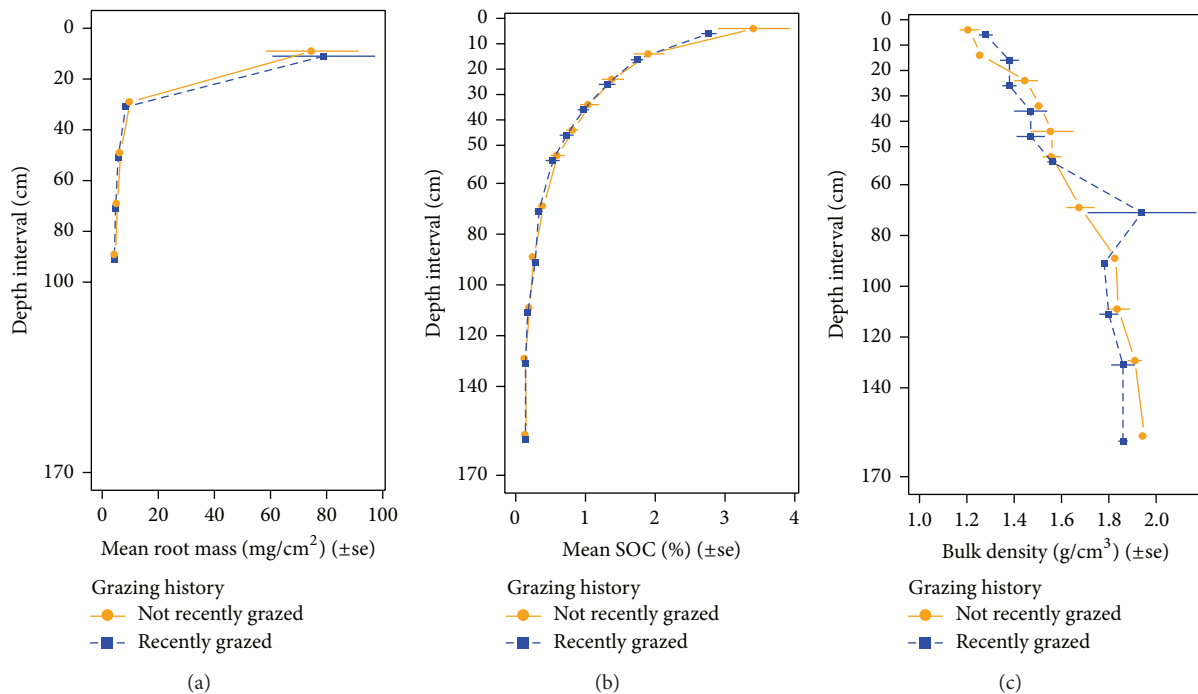 0
20
40
60
80
100
170
Depth interval (cm)
0 20 40 60 80 100
Mean root mass (mg/cm²) (±se)
Grazing history
Not recently grazed
Recently grazed
(a)
0
10
20
30
40
50
60
80
100
120
140
170
Depth interval (cm)
0 1 2 3 4
Mean SOC (%) (±se)
Grazing history
Not recently grazed
Recently grazed
(b)
0
10
20
30
40
50
60
80
100
120
140
170
Depth interval (cm)
1.0 1.2 1.4 1.6 1.8 2.0
Bulk density (g/cm³) (±se)
Grazing history
Not recently grazed
Recently grazed
(c)